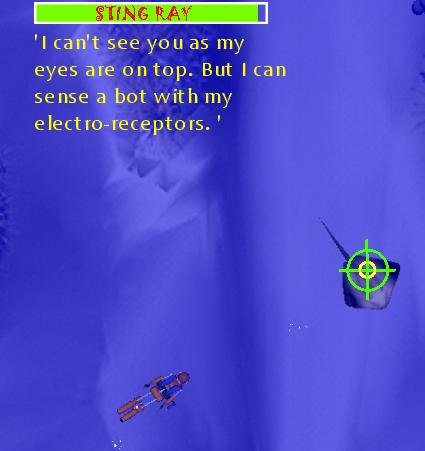 STING RAY
'I can't see you as my
eyes are on top. But I can
sense a bot with my
electro-receptors. '